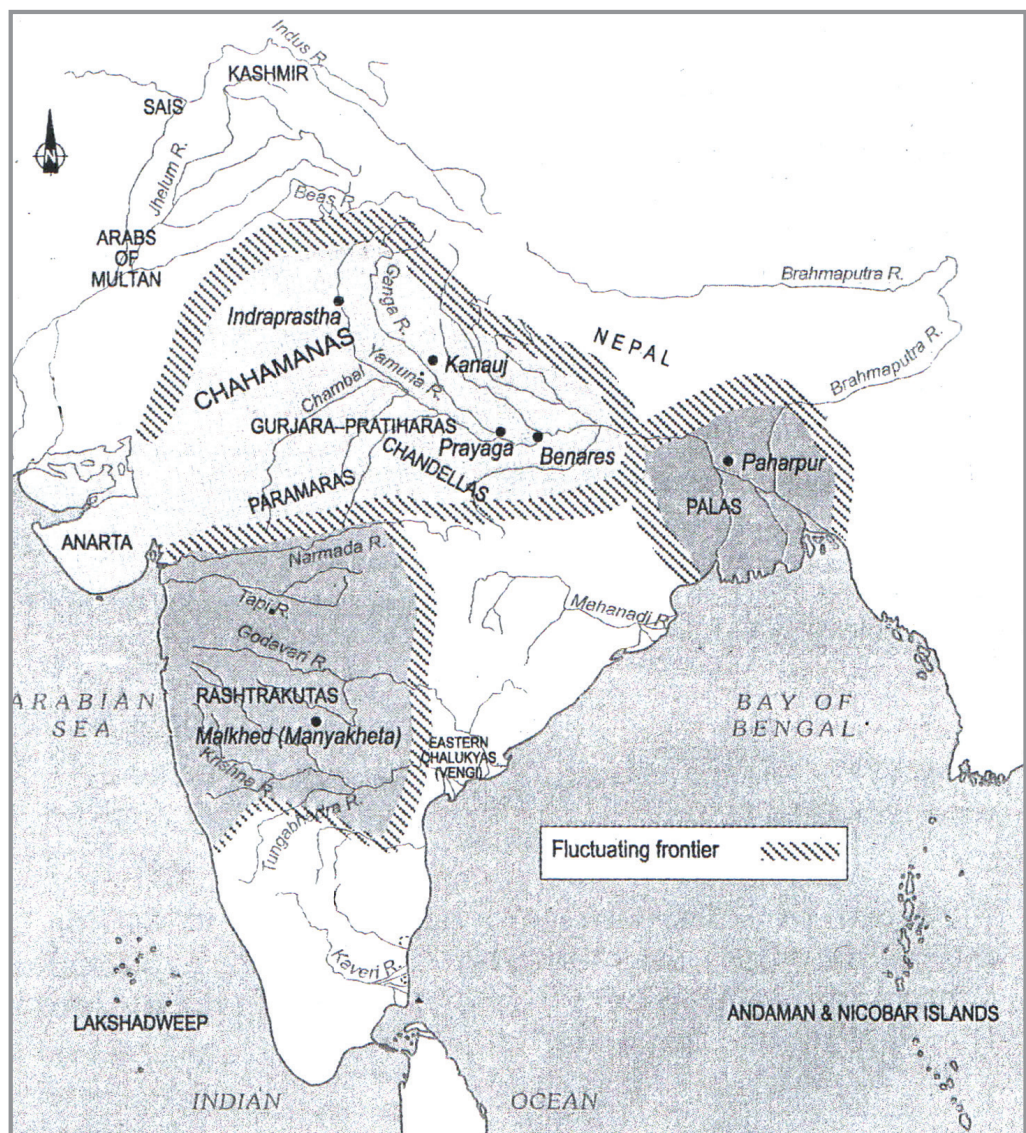 Indus R.
KASHMIR
SAIS
N
Jhelum R.
Beas R.
ARABS
OF
MULTAN
Brahmaputra R.
Indraprastha
Ganga R.
NEPAL
Brahmaputra R.
CHAHAMANAS
Kanauj
Yamuna R.
Chambal
GURJARA–PRATIHARAS
Prayaga
Benares
CHANDELLAS
Paharpur
PARAMARAS
PALAS
ANARTA
Narmada R.
Tapi R.
Mehanadi R.
Godavari R.
ARABIAN
SEA
RASHTRAKUTAS
Malkhed (Manyakheta)
BAY OF
BENGAL
EASTERN
CHALUKYAS
(VENGI)
Krishna R.
Tungabhadra R.
Fluctuating frontier
Kaveri R.
LAKSHADWEEP
ANDAMAN & NICOBAR ISLANDS
INDIAN
OCEAN